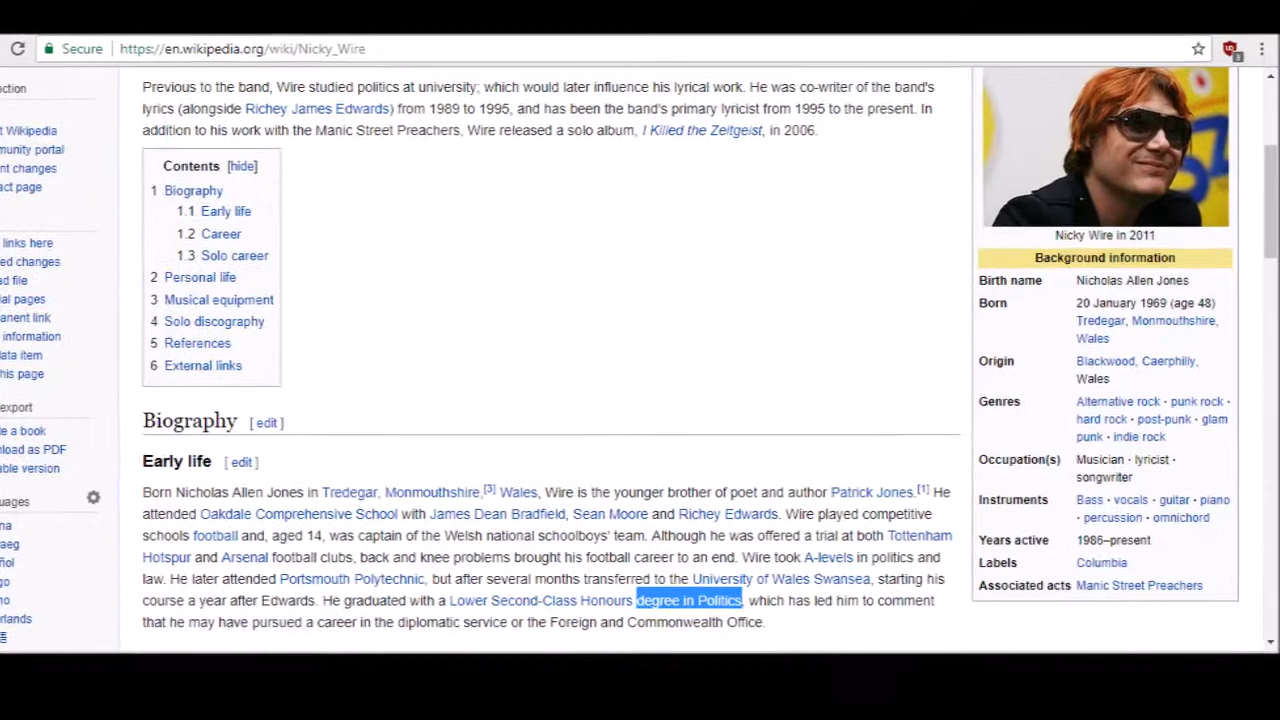 Secure https://en.wikipedia.org/wiki/Nicky_Wire
Previous to the band, Wire studied politics at university; which would later influence his lyrical work. He was co-writer of the band's
lyrics (alongside Richey James Edwards) from 1989 to 1995, and has been the band's primary lyricist from 1995 to the present. In
addition to his work with the Manic Street Preachers, Wire released a solo album, I Killed the Zeitgeist, in 2006.
Contents [hide]
1 Biography
1.1 Early life
1.2 Career
1.3 Solo career
2 Personal life
3 Musical equipment
4 Solo discography
5 References
6 External links
Biography [ edit ]
Early life [ edit ]
Born Nicholas Allen Jones in Tredegar, Monmouthshire,[3] Wales, Wire is the younger brother of poet and author Patrick Jones.[1] He
attended Oakdale Comprehensive School with James Dean Bradfield, Sean Moore and Richey Edwards. Wire played competitive
schools football and, aged 14, was captain of the Welsh national schoolboys' team. Although he was offered a trial at both Tottenham
Hotspur and Arsenal football clubs, back and knee problems brought his football career to an end. Wire took A-levels in politics and
law. He later attended Portsmouth Polytechnic, but after several months transferred to the University of Wales Swansea, starting his
course a year after Edwards. He graduated with a Lower Second-Class Honours degree in Politics, which has led him to comment
that he may have pursued a career in the diplomatic service or the Foreign and Commonwealth Office.
Nicky Wire in 2011
Background information
Birth name Nicholas Allen Jones
Born 20 January 1969 (age 48)
Tredegar, Monmouthshire,
Wales
Origin Blackwood, Caerphilly,
Wales
Genres Alternative rock · punk rock ·
hard rock · post-punk · glam
punk · indie rock
Occupation(s) Musician · lyricist ·
songwriter
Instruments Bass · vocals · guitar · piano
· percussion · omnichord
Years active 1986–present
Labels Columbia
Associated acts Manic Street Preachers
Wikipedia
portal
changes
page
links here
changes
file
pages
link
information
item
this page
export
a book
as PDF
version